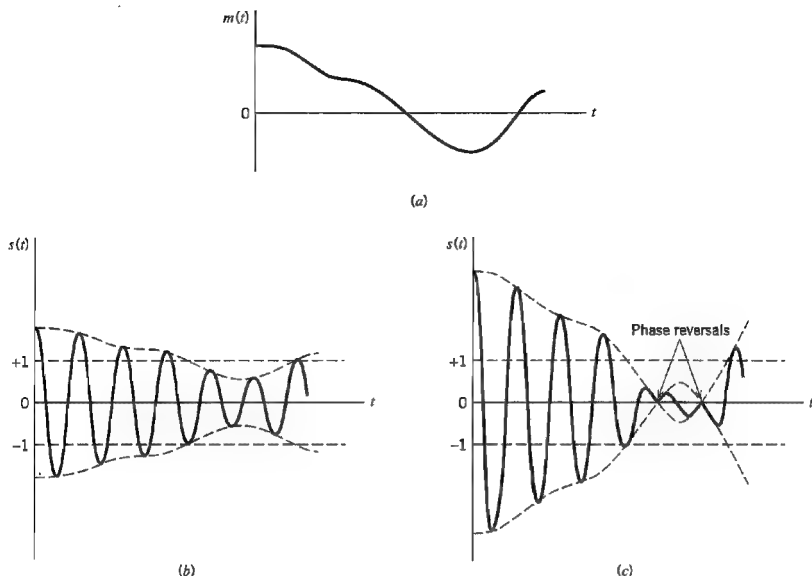 m(t)
0
t
(a)
s(t)
+1
0
-1
t
(b)
s(t)
Phase reversals
+1
0
-1
t
(c)